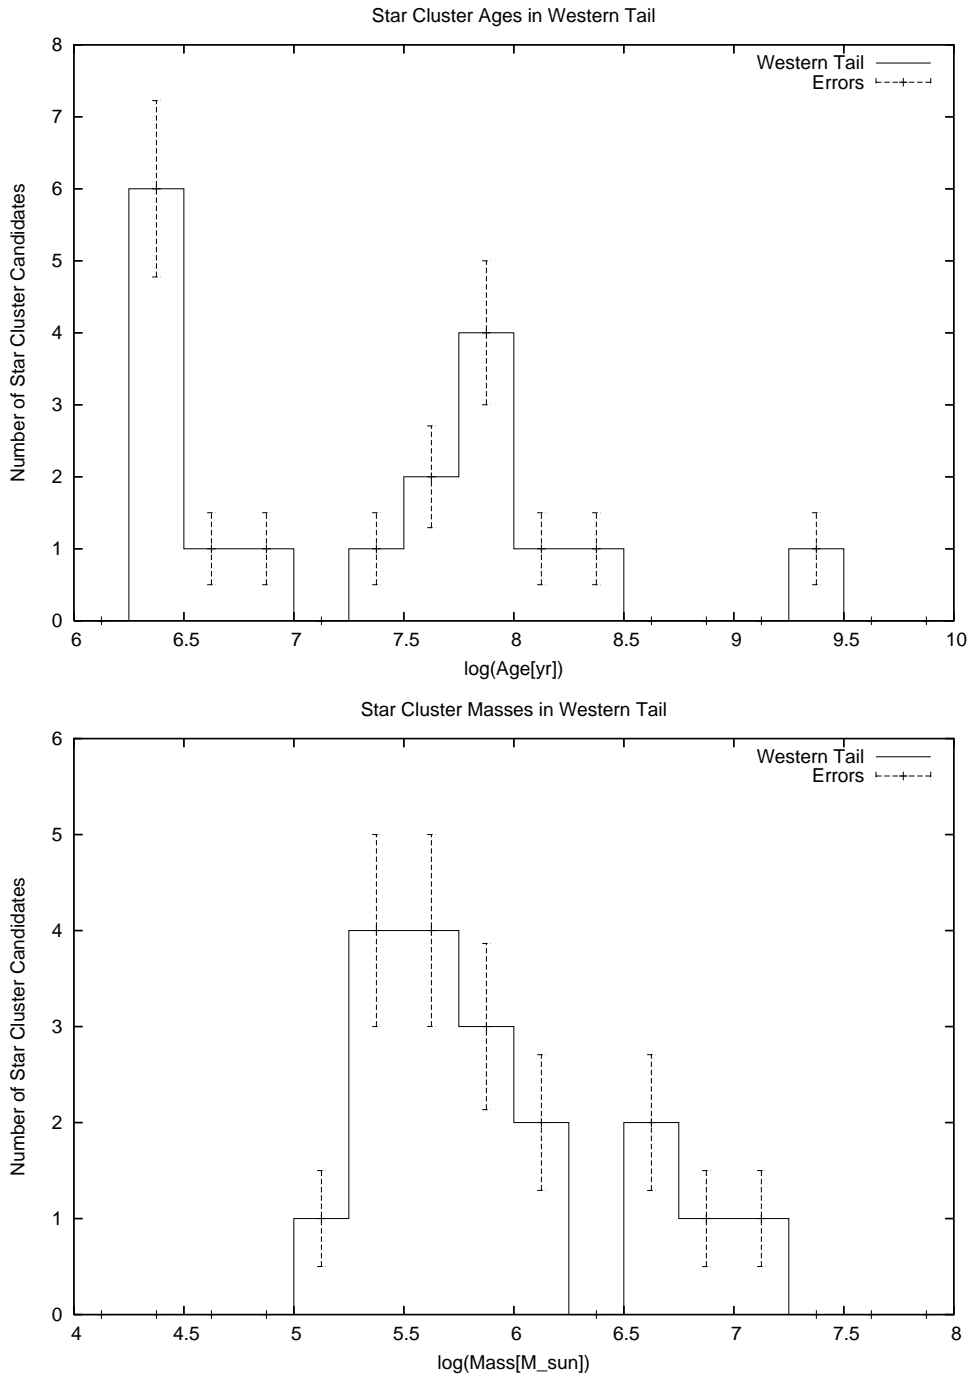 Star Cluster Ages in Western Tail
8
7
6
5
4
3
2
1
0
Number of Star Cluster Candidates
Western Tail
Errors
6 6.5 7 7.5 8 8.5 9 9.5 10
log(Age[yr])
Star Cluster Masses in Western Tail
6
5
4
3
2
1
0
Number of Star Cluster Candidates
Western Tail
Errors
4 4.5 5 5.5 6 6.5 7 7.5 8
log(Mass[M_sun])